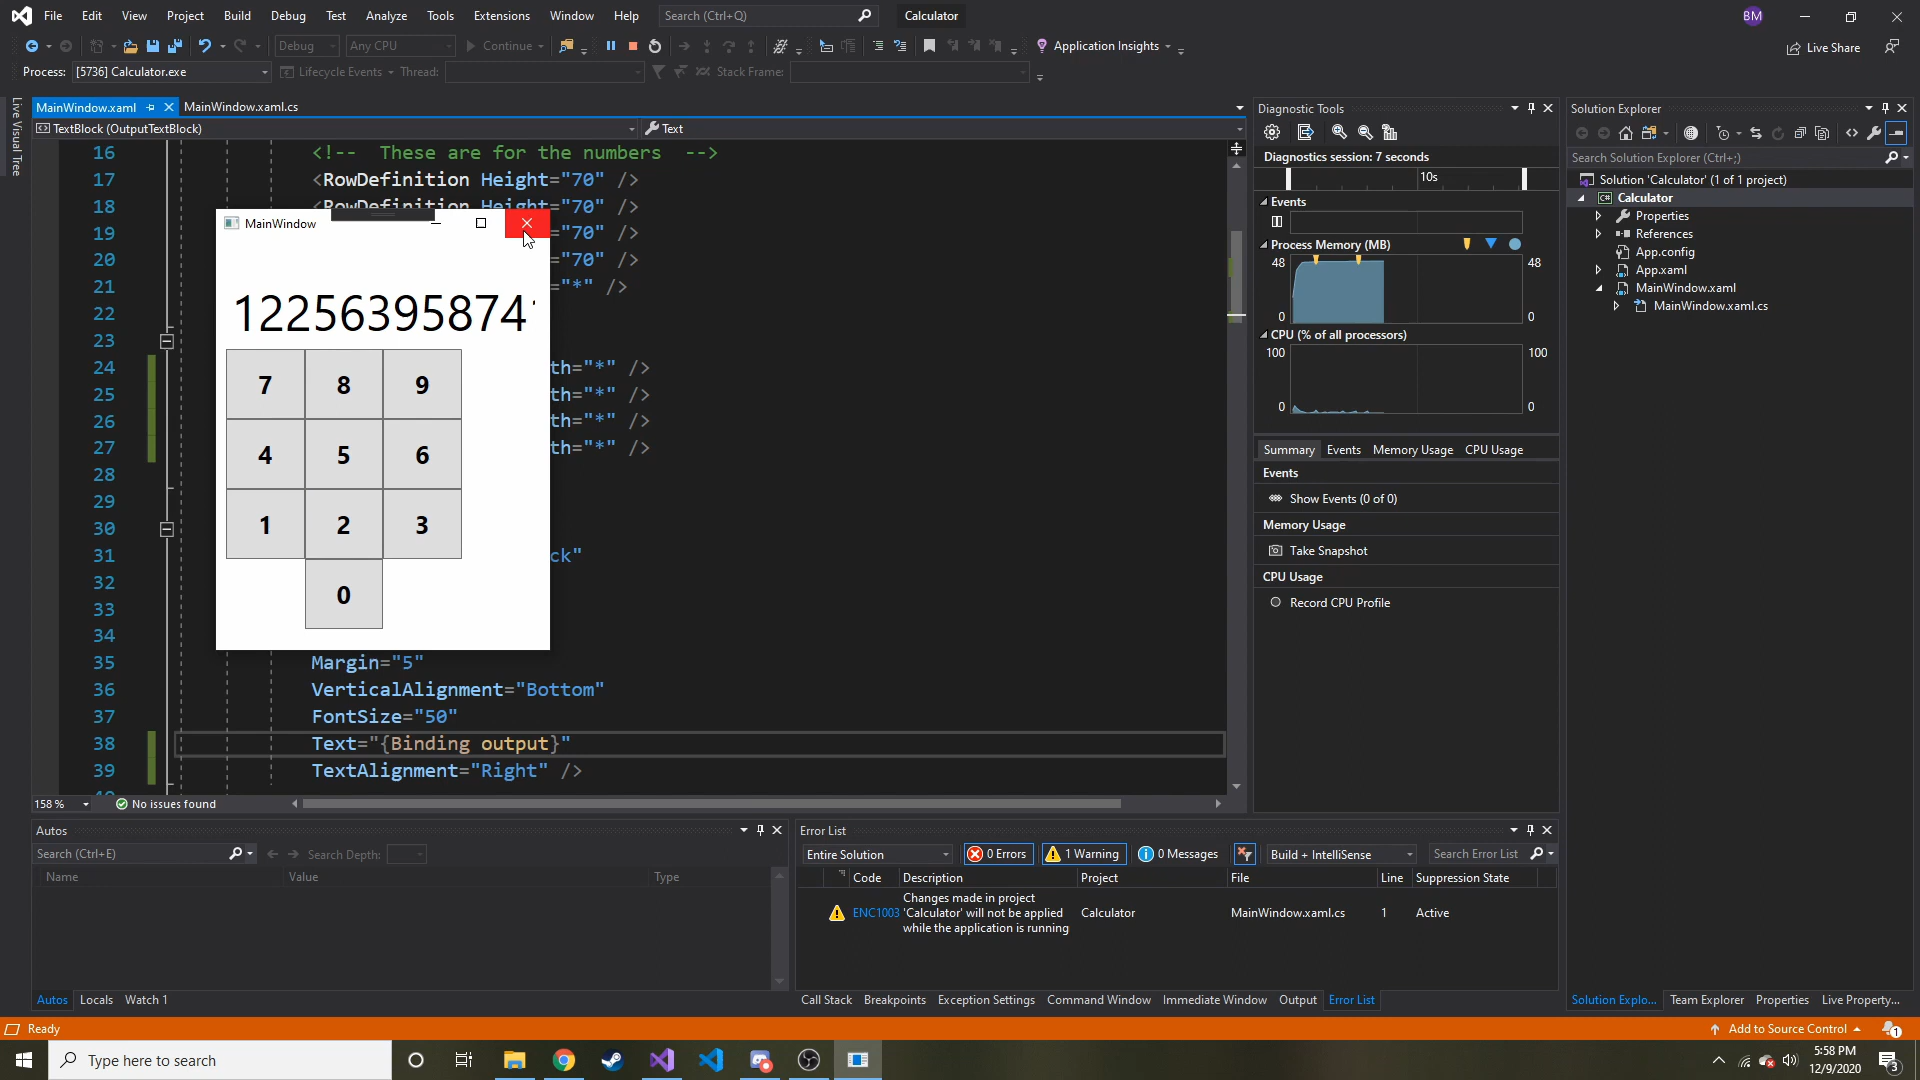 File Edit View Project Build Debug Test Analyze Tools Extensions Window Help Search (Ctrl+Q) Calculator BM
Debug Any CPU Continue Application Insights Live Share
Process: [5736] Calculator.exe Lifecycle Events Thread: Stack Frame:
Live Visual Tree
MainWindow.xaml MainWindow.xaml.cs
TextBlock (OutputTextBlock) Text
16 <!-- These are for the numbers -->
17 <RowDefinition Height="70" />
18 <RowDefinition Height="70" />
19 ="70" />
20 ="70" />
21 ="*" />
22
23
24 th="*" />
25 th="*" />
26 th="*" />
27 th="*" />
28
29
30
31 ck"
32
33
34
35 Margin="5"
36 VerticalAlignment="Bottom"
37 FontSize="50"
38 Text="{Binding output}"
39 TextAlignment="Right" />
MainWindow
12256395874
7 8 9
4 5 6
1 2 3
0
158 % No issues found
Diagnostic Tools
Diagnostics session: 7 seconds
10s
Events
Process Memory (MB)
48 48
0 0
CPU (% of all processors)
100 100
0 0
Summary Events Memory Usage CPU Usage
Events
Show Events (0 of 0)
Memory Usage
Take Snapshot
CPU Usage
Record CPU Profile
Solution Explorer
Search Solution Explorer (Ctrl+;)
Solution 'Calculator' (1 of 1 project)
C# Calculator
Properties
References
App.config
App.xaml
MainWindow.xaml
MainWindow.xaml.cs
Autos
Search (Ctrl+E) Search Depth:
Name Value Type
Autos Locals Watch 1
Error List
Entire Solution 0 Errors 1 Warning 0 Messages Build + IntelliSense Search Error List
Code Description Project File Line Suppression State
ENC1003 Changes made in project
'Calculator' will not be applied
while the application is running
Calculator MainWindow.xaml.cs 1 Active
Call Stack Breakpoints Exception Settings Command Window Immediate Window Output Error List
Solution Explo... Team Explorer Properties Live Property...
Ready Add to Source Control 1
Type here to search
5:58 PM
12/9/2020
3